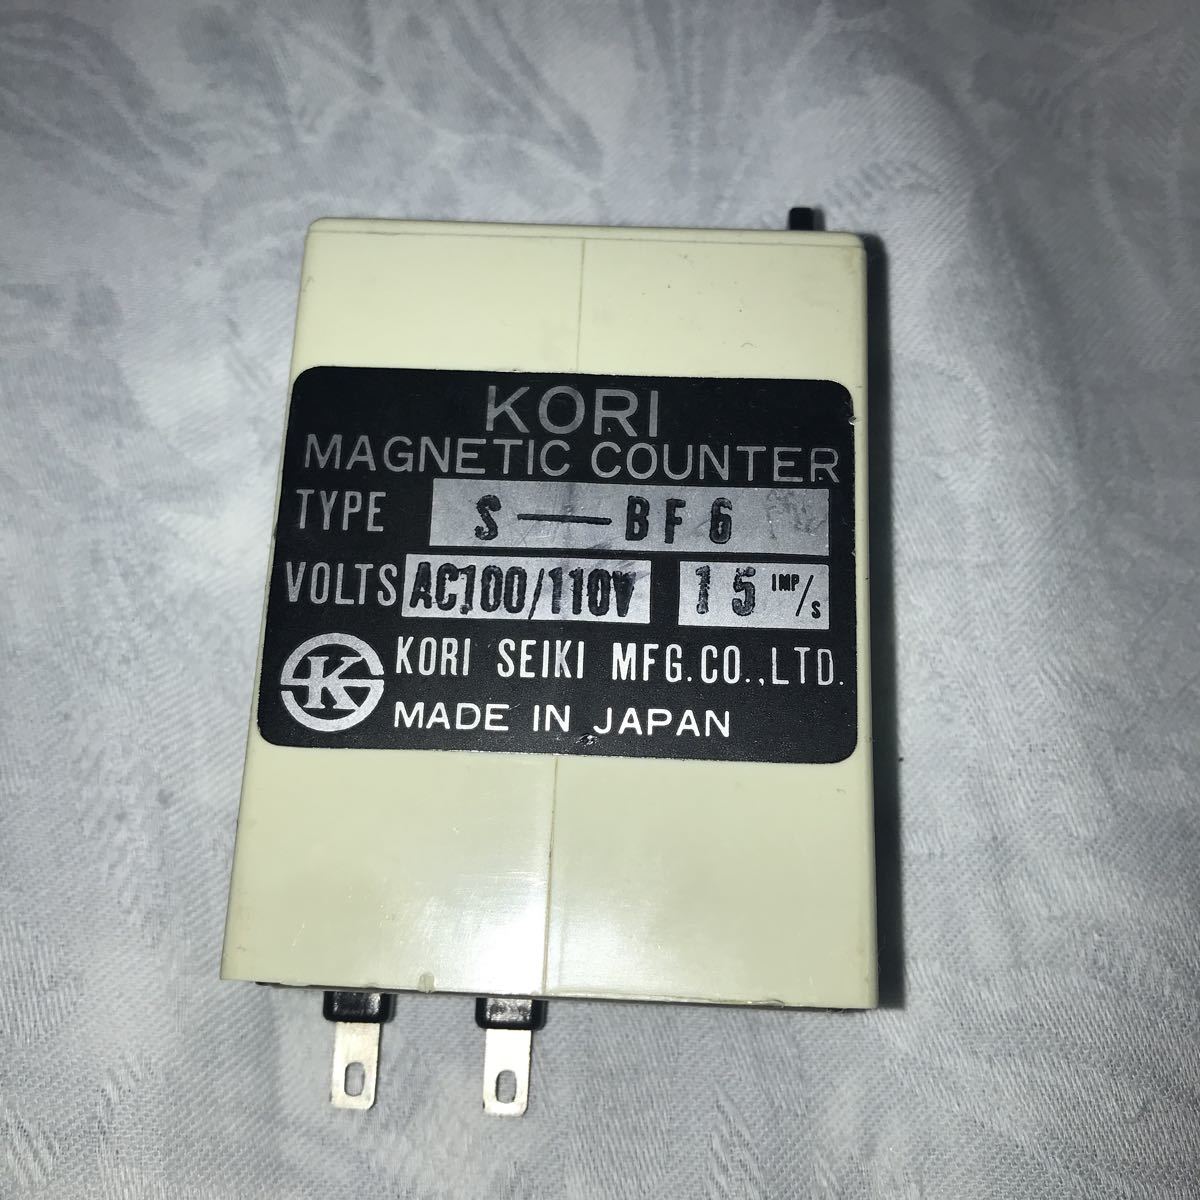 KORI
MAGNETIC COUNTER
TYPE S—BF6
VOLTS AC100/110V 15 IMP/S
K KORI SEIKI MFG.CO.,LTD.
MADE IN JAPAN